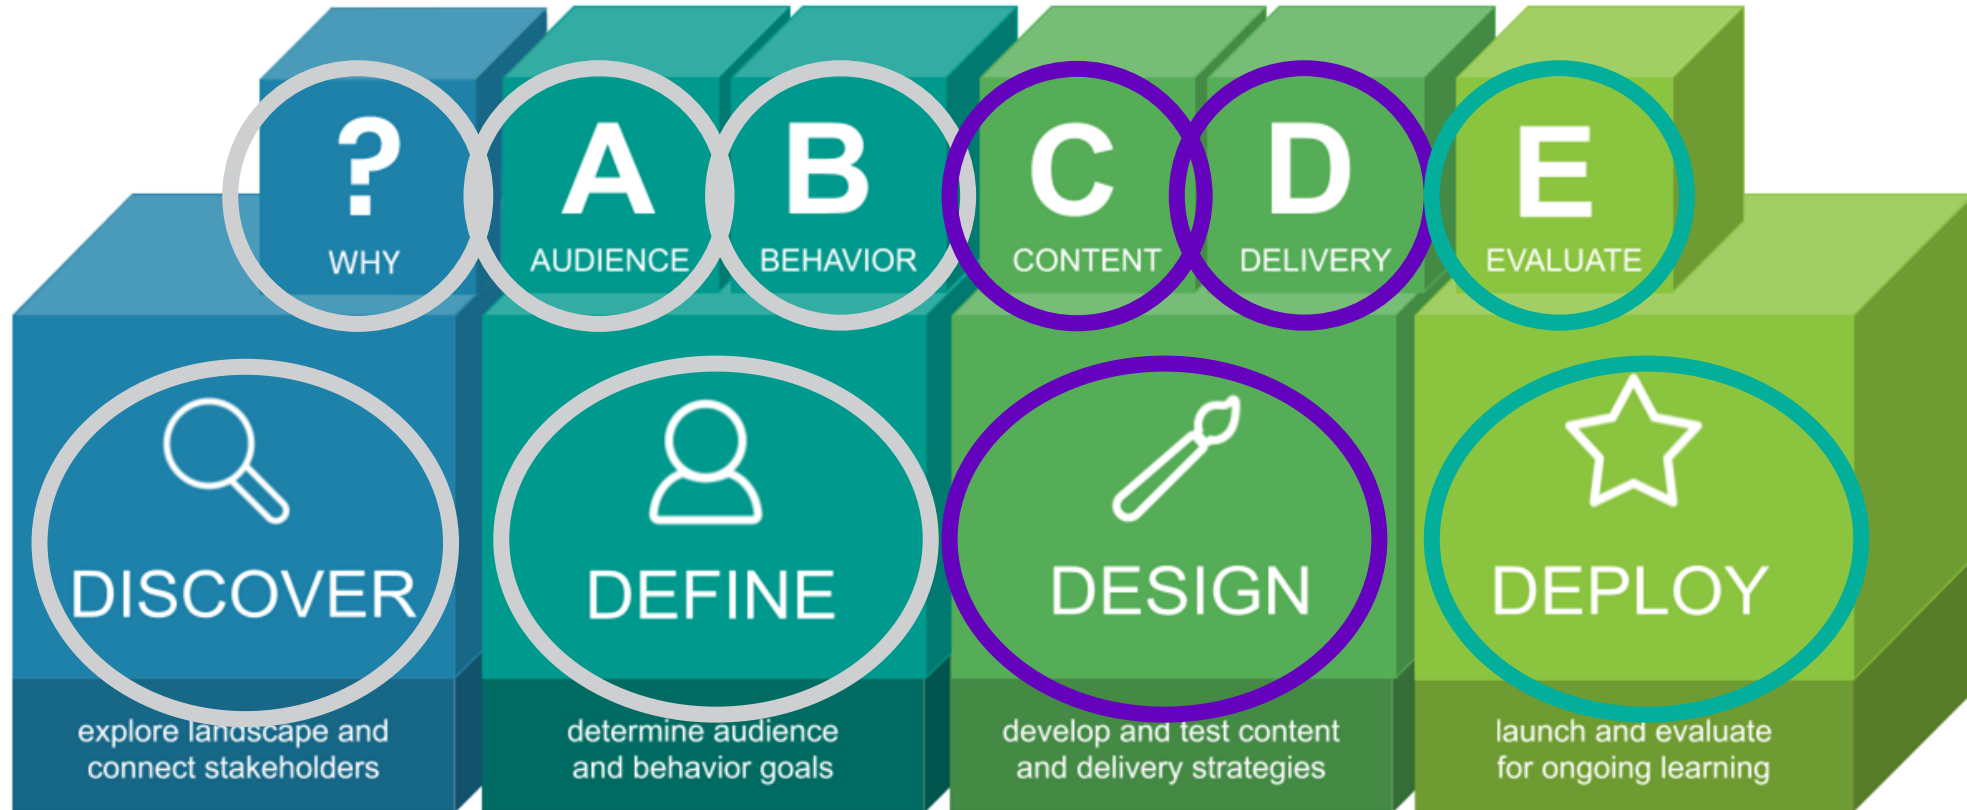 ?
WHY
A
AUDIENCE
B
BEHAVIOR
C
CONTENT
D
DELIVERY
E
EVALUATE
DISCOVER
explore landscape and
connect stakeholders
DEFINE
determine audience
and behavior goals
DESIGN
develop and test content
and delivery strategies
DEPLOY
launch and evaluate
for ongoing learning